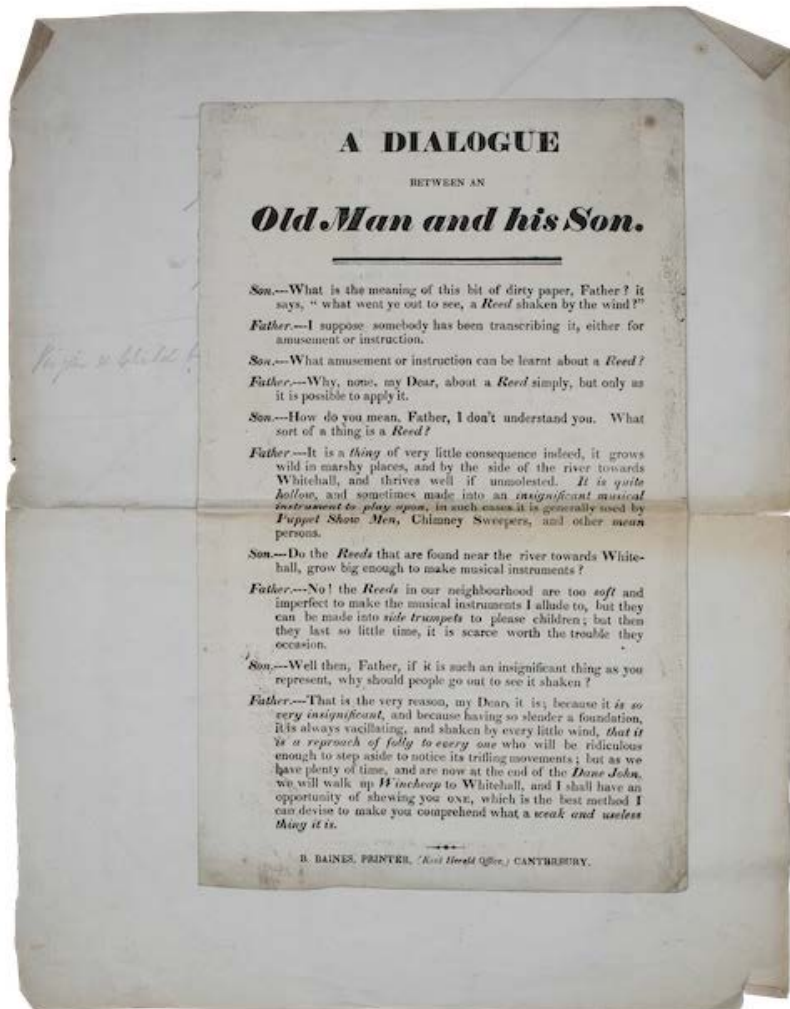 A DIALOGUE
BETWEEN AN
Old Man and his Son.
Son.—What is the meaning of this bit of dirty paper, Father? it
says, “ what went ye out to see, a Reed shaken by the wind?”
Father.—I suppose somebody has been transcribing it, either for
amusement or instruction.
Son.—What amusement or instruction can be learnt about a Reed?
Father.—Why, none, my Dear, about a Reed simply, but only as
it is possible to apply it.
Son.—How do you mean, Father, I don't understand you. What
sort of a thing is a Reed?
Father.—It is a thing of very little consequence indeed, it grows
wild in marshy places, and by the side of the river towards
Whitehall, and thrives well if unmolested. It is quite
hollow, and sometimes made into an insignificant musical
instrument to play upon, in such cases it is generally used by
Puppet Show Men, Chimney Sweepers, and other mean
persons.
Son.—Do the Reeds that are found near the river towards White-
hall, grow big enough to make musical instruments ?
Father.—No! the Reeds in our neighbourhood are too soft and
imperfect to make the musical instruments I allude to, but they
can be made into side trumpets to please children; but then
they last so little time, it is scarce worth the trouble they
occasion.
Son.—Well then, Father, if it is such an insignificant thing as you
represent, why should people go out to see it shaken ?
Father.—That is the very reason, my Dear, it is; because it is so
very insignificant, and because having so slender a foundation,
it is always vacillating, and shaken by every little wind, that it
is a reproach of folly to every one who will be ridiculous
enough to step aside to notice its trifling movements; but as we
have plenty of time, and are now at the end of the Dane John,
we will walk up Wincheap to Whitehall, and I shall have an
opportunity of shewing you ONE, which is the best method I
can devise to make you comprehend what a weak and useless
thing it is.
B. BAINES, PRINTER, (Kent Herald Office,) CANTERBURY.